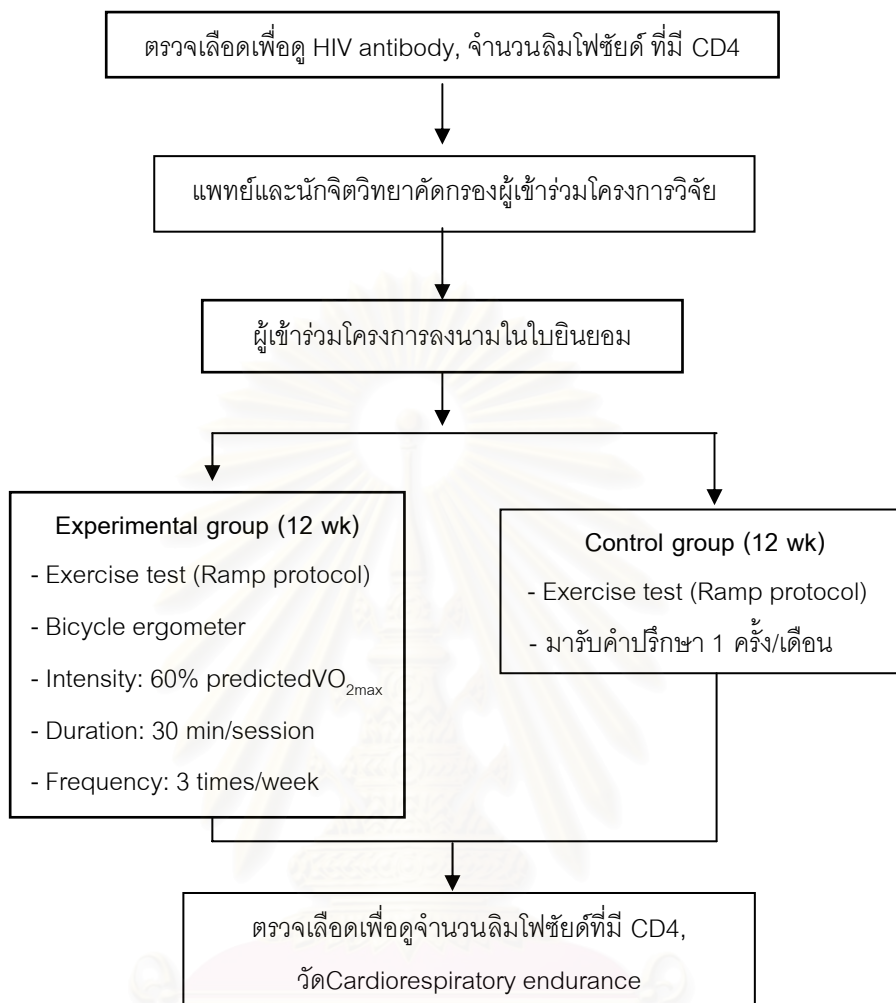 ตรวจเลือดเพื่อดู HIV antibody, จำนวนลิมโฟซัยด์ ที่มี CD4
แพทย์และนักจิตวิทยาคัดกรองผู้เข้าร่วมโครงการวิจัย
ผู้เข้าร่วมโครงการลงนามในใบยินยอม
Experimental group (12 wk)
- Exercise test (Ramp protocol)
- Bicycle ergometer
- Intensity: 60% predictedVO2max
- Duration: 30 min/session
- Frequency: 3 times/week
Control group (12 wk)
- Exercise test (Ramp protocol)
- มารับคำปรึกษา 1 ครั้ง/เดือน
ตรวจเลือดเพื่อดูจำนวนลิมโฟซัยด์ที่มี CD4,
วัดCardiorespiratory endurance